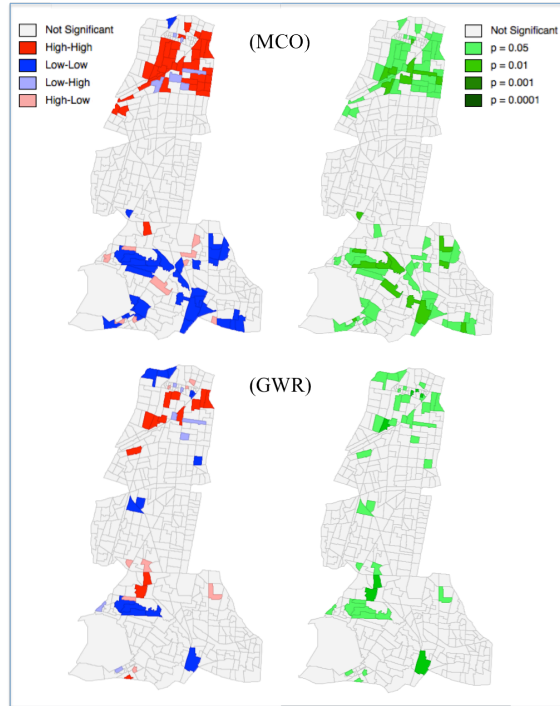 Not Significant
High-High
Low-Low
Low-High
High-Low
(MCO)
Not Significant
p = 0.05
p = 0.01
p = 0.001
p = 0.0001
(GWR)